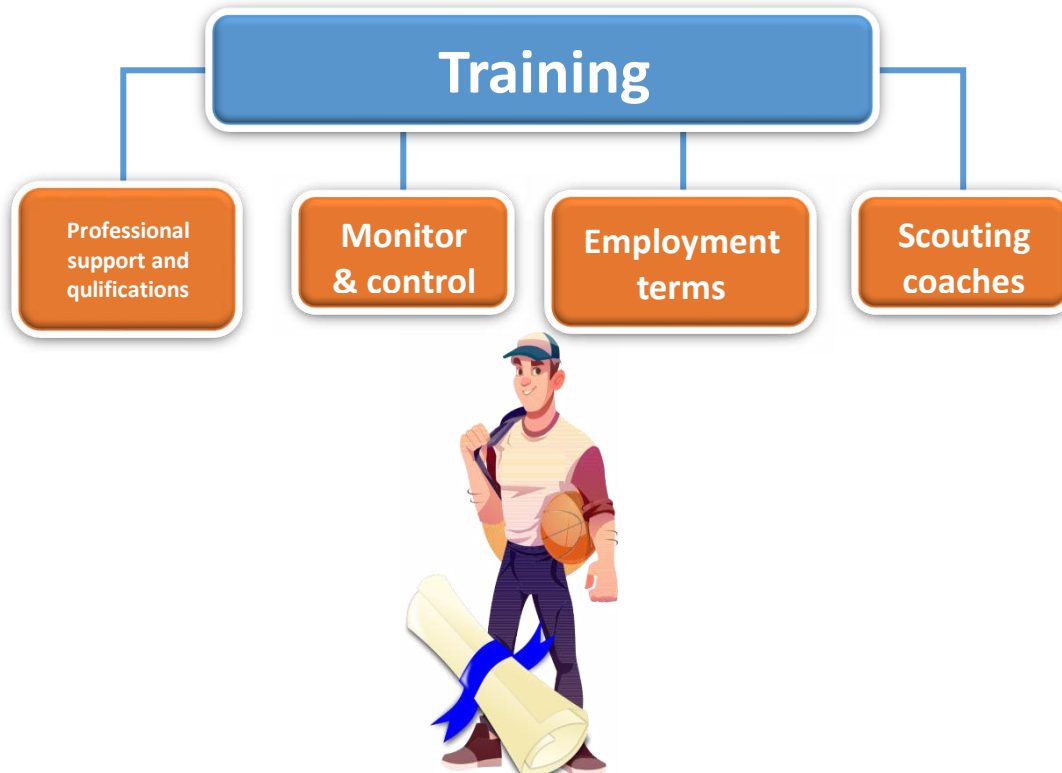 Training
Professional
support and
qulifications
Monitor
& control
Employment
terms
Scouting
coaches